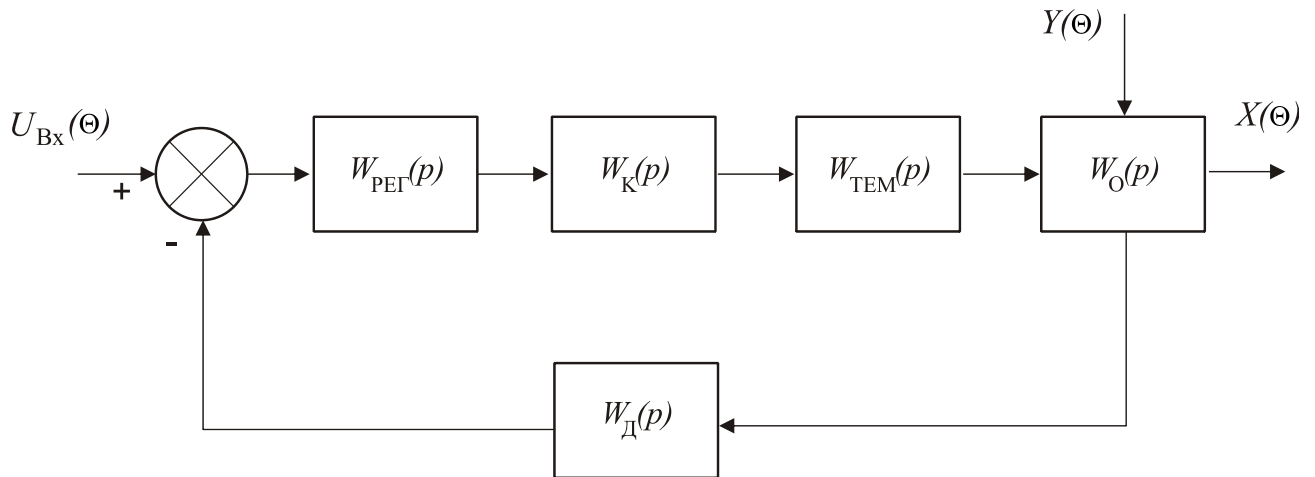 Y(Θ)
U_Вх(Θ)
X(Θ)
W_РЕГ(p)
W_К(p)
W_ТЕМ(p)
W_О(p)
+
-
W_Д(p)